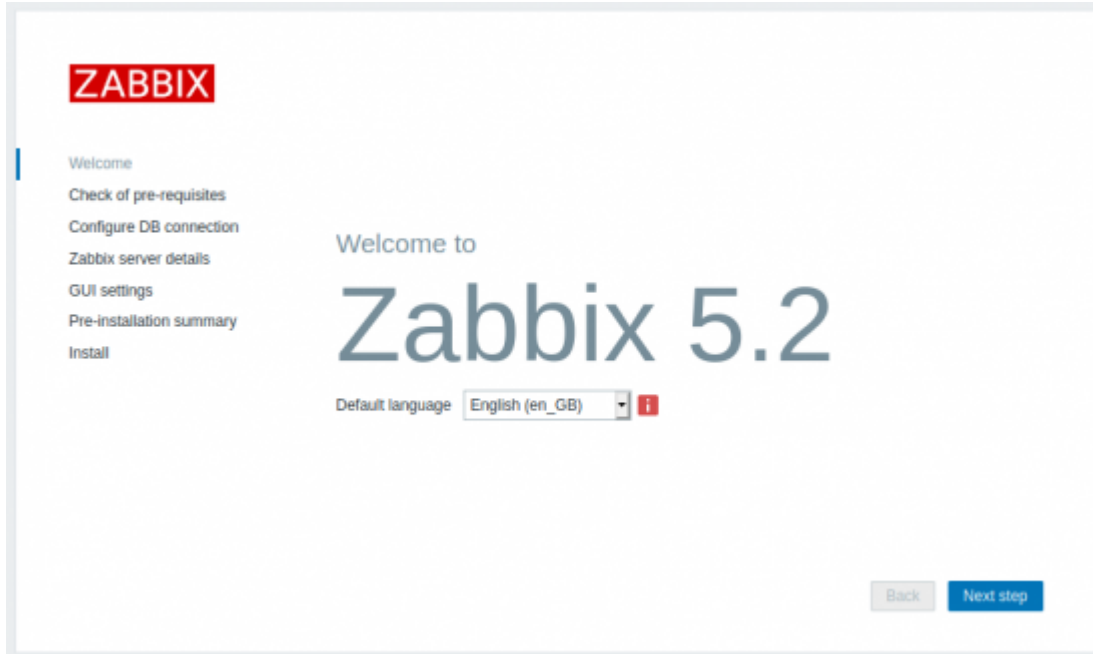 ZABBIX
Welcome
Check of pre-requisites
Configure DB connection
Zabbix server details
GUI settings
Pre-installation summary
Install
Welcome to
Zabbix 5.2
Default language English (en_GB) i
Back Next step